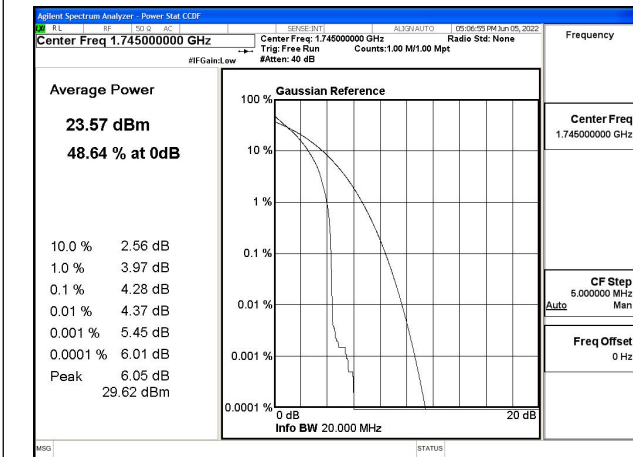 Agilent Spectrum Analyzer - Power Stat CCDF
LXI RL RF 50 Ω AC SENSE:INT ALIGNAUTO 05:06:55 PM Jun 05, 2022
Center Freq 1.745000000 GHz
Center Freq: 1.745000000 GHz Radio Std: None
Trig: Free Run Counts:1.00 M/1.00 Mpt
#IFGain:Low #Atten: 40 dB
Frequency
Average Power
23.57 dBm
48.64 % at 0dB
10.0 % 2.56 dB
1.0 % 3.97 dB
0.1 % 4.28 dB
0.01 % 4.37 dB
0.001 % 5.45 dB
0.0001 % 6.01 dB
Peak 6.05 dB
29.62 dBm
Gaussian Reference
100 %
10 %
1 %
0.1 %
0.01 %
0.001 %
0.0001 %
0 dB 20 dB
Info BW 20.000 MHz
Center Freq
1.745000000 GHz
CF Step
5.000000 MHz
Auto Man
Freq Offset
0 Hz
MSG STATUS